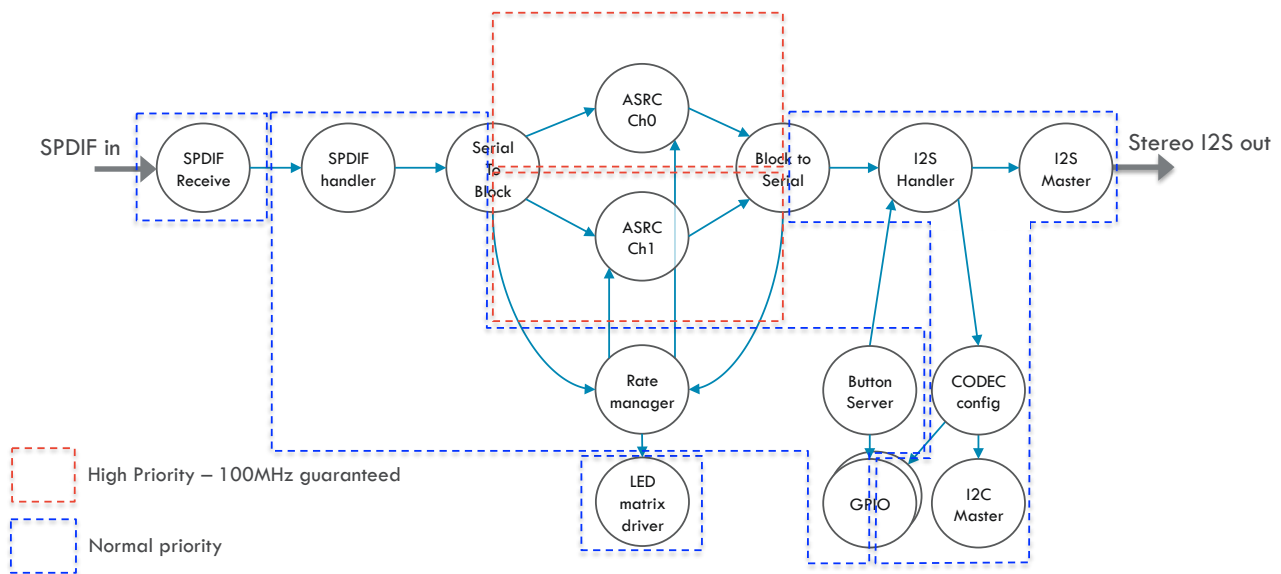 SPDIF in
SPDIF
Receive
SPDIF
handler
Serial
To
Block
ASRC
Ch0
ASRC
Ch1
Block to
Serial
I2S
Handler
I2S
Master
Stereo I2S out
Rate
manager
Button
Server
CODEC
config
LED
matrix
driver
GPIO
I2C
Master
High Priority – 100MHz guaranteed
Normal priority